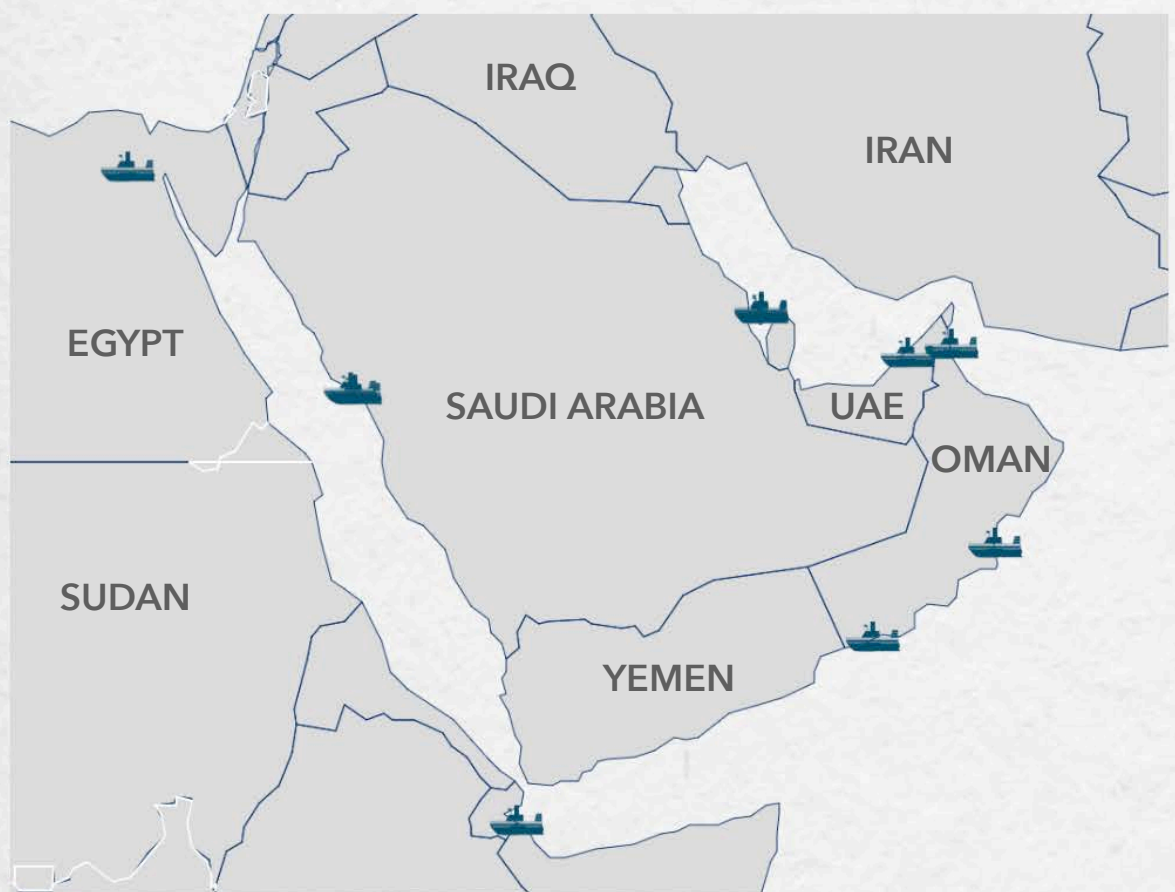 IRAQ
IRAN
EGYPT
SAUDI ARABIA
UAE
OMAN
SUDAN
YEMEN